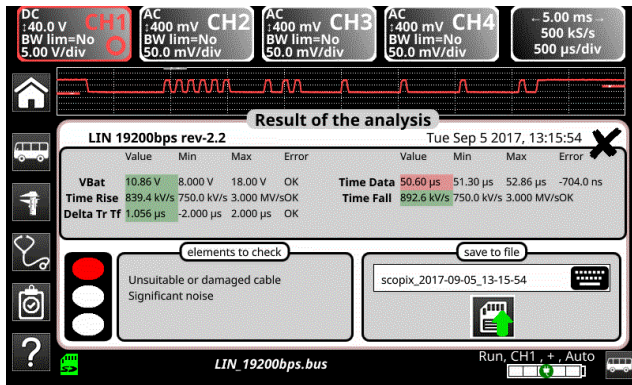 DC
↕40.0 V CH1
BW lim=No
5.00 V/div
AC
↕400 mV CH2
BW lim=No
50.0 mV/div
AC
↕400 mV CH3
BW lim=No
50.0 mV/div
AC
↕400 mV CH4
BW lim=No
50.0 mV/div
←5.00 ms→
500 kS/s
500 µs/div
Result of the analysis
LIN 19200bps rev-2.2 Tue Sep 5 2017, 13:15:54
Value Min Max Error Value Min Max Error
VBat 10.86 V 8.000 V 18.00 V OK Time Data 50.60 µs 51.30 µs 52.86 µs -704.0 ns
Time Rise 839.4 kV/s 750.0 kV/s 3.000 MV/sOK Time Fall 892.6 kV/s 750.0 kV/s 3.000 MV/sOK
Delta Tr Tf 1.056 µs -2.000 µs 2.000 µs OK
elements to check
Unsuitable or damaged cable
Significant noise
save to file
scopix_2017-09-05_13-15-54
?
SD
LIN_19200bps.bus
Run, CH1 , + , Auto